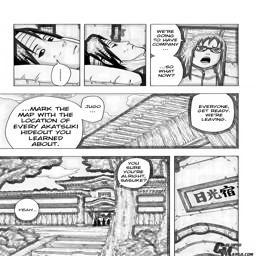 WE'RE
GOING TO
HAVE
COMPANY
...
...SO
WHAT
NOW?
JUGO...
...MARK THE
MAP WITH THE
LOCATION OF
EVERY AKATSUKI
HIDEOUT YOU
LEARNED
ABOUT.
EVERYONE,
GET READY.
WE'RE
LEAVING.
YOU
SURE
YOU'RE
ALRIGHT,
SASUKE?
YEAH...
日光宿